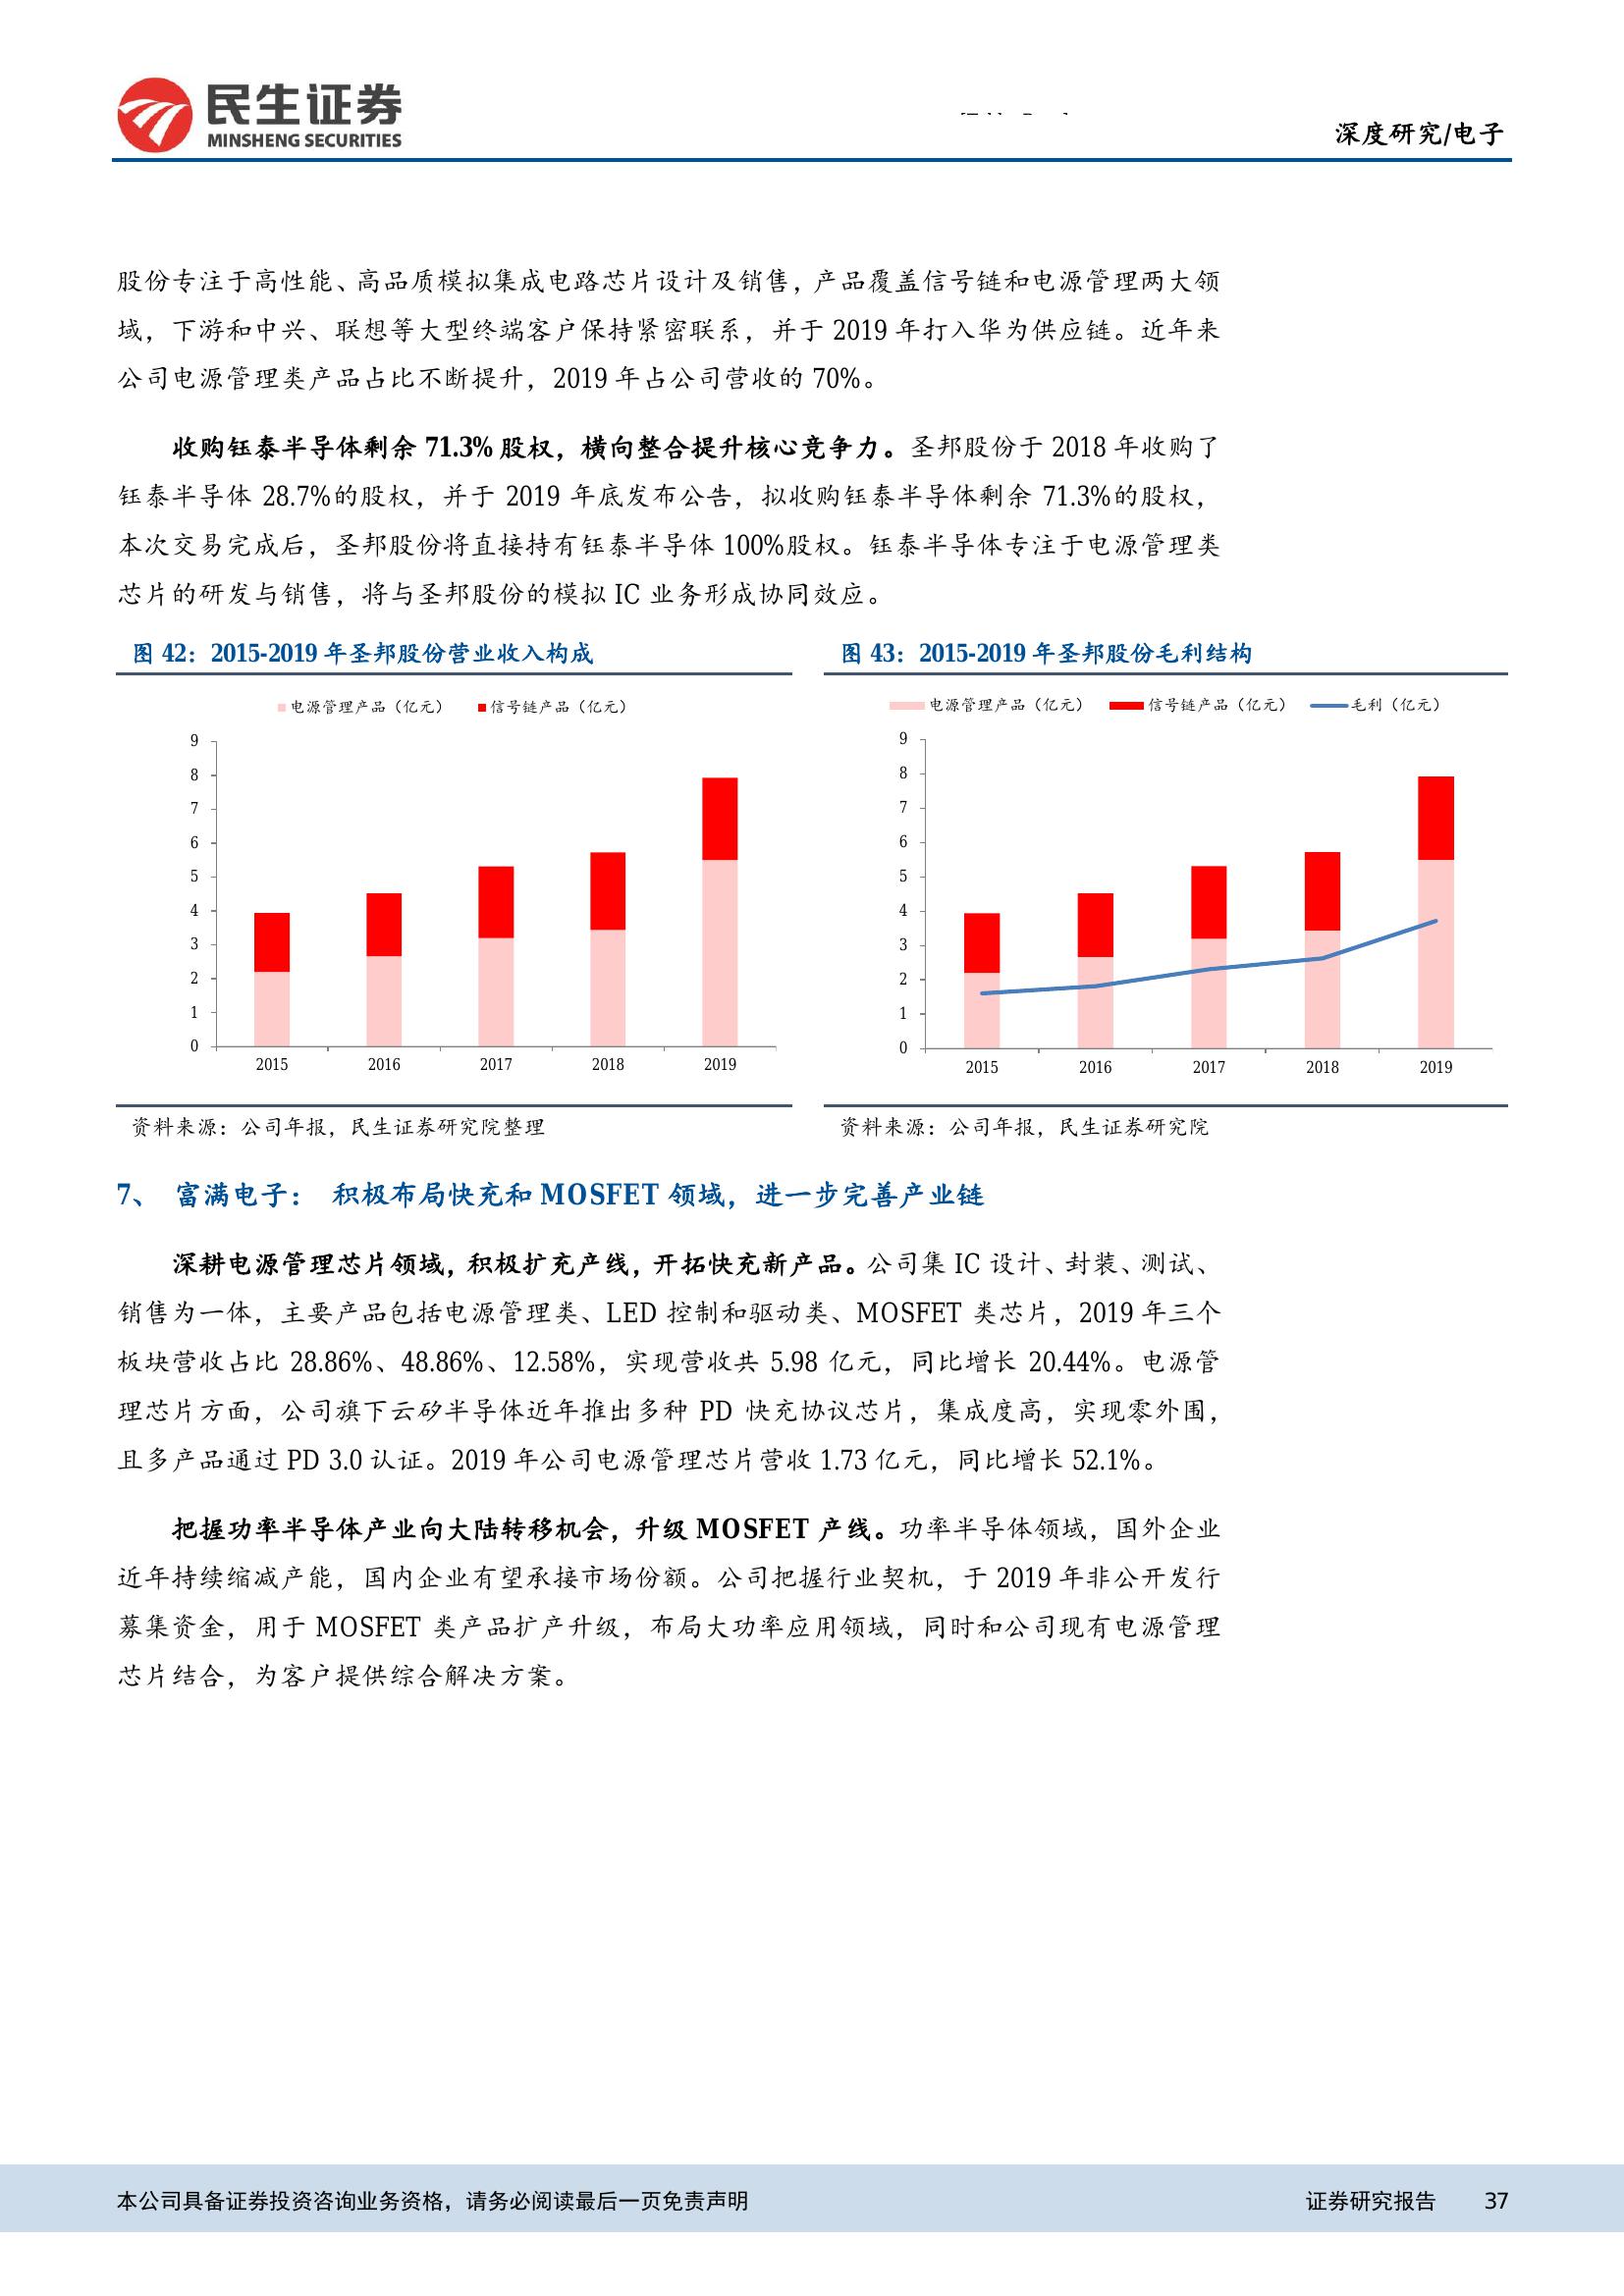 民生证券
MINSHENG SECURITIES
深度研究/电子
股份专注于高性能、高品质模拟集成电路芯片设计及销售，产品覆盖信号链和电源管理两大领
域，下游和中兴、联想等大型终端客户保持紧密联系，并于 2019 年打入华为供应链。近年来
公司电源管理类产品占比不断提升，2019 年占公司营收的 70%。
收购钰泰半导体剩余 71.3% 股权，横向整合提升核心竞争力。圣邦股份于 2018 年收购了
钰泰半导体 28.7%的股权，并于 2019 年底发布公告，拟收购钰泰半导体剩余 71.3%的股权，
本次交易完成后，圣邦股份将直接持有钰泰半导体 100%股权。钰泰半导体专注于电源管理类
芯片的研发与销售，将与圣邦股份的模拟 IC 业务形成协同效应。
图 42：2015-2019 年圣邦股份营业收入构成
电源管理产品（亿元） 信号链产品（亿元）
9
8
7
6
5
4
3
2
1
0
2015 2016 2017 2018 2019
资料来源：公司年报，民生证券研究院整理
图 43：2015-2019 年圣邦股份毛利结构
电源管理产品（亿元） 信号链产品（亿元） 毛利（亿元）
9
8
7
6
5
4
3
2
1
0
2015 2016 2017 2018 2019
资料来源：公司年报，民生证券研究院
7、 富满电子： 积极布局快充和 MOSFET 领域，进一步完善产业链
深耕电源管理芯片领域，积极扩充产线，开拓快充新产品。公司集 IC 设计、封装、测试、
销售为一体，主要产品包括电源管理类、LED 控制和驱动类、MOSFET 类芯片，2019 年三个
板块营收占比 28.86%、48.86%、12.58%，实现营收共 5.98 亿元，同比增长 20.44%。电源管
理芯片方面，公司旗下云矽半导体近年推出多种 PD 快充协议芯片，集成度高，实现零外围，
且多产品通过 PD 3.0 认证。2019 年公司电源管理芯片营收 1.73 亿元，同比增长 52.1%。
把握功率半导体产业向大陆转移机会，升级 MOSFET 产线。功率半导体领域，国外企业
近年持续缩减产能，国内企业有望承接市场份额。公司把握行业契机，于 2019 年非公开发行
募集资金，用于 MOSFET 类产品扩产升级，布局大功率应用领域，同时和公司现有电源管理
芯片结合，为客户提供综合解决方案。
本公司具备证券投资咨询业务资格，请务必阅读最后一页免责声明 证券研究报告 37